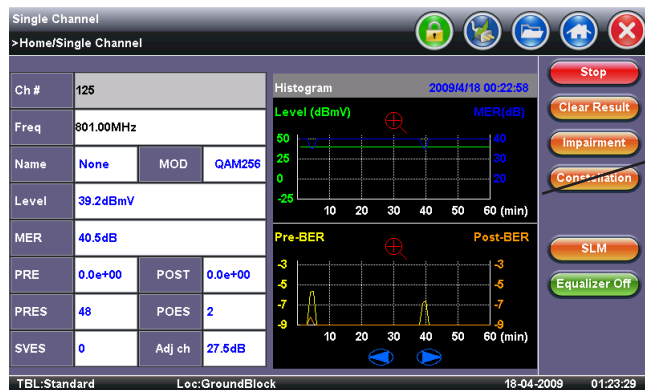 Single Channel
>Home/Single Channel
Ch # 125
Freq 801.00MHz
Name None MOD QAM256
Level 39.2dBmV
MER 40.5dB
PRE 0.0e+00 POST 0.0e+00
PRES 48 POES 2
SVES 0 Adj ch 27.5dB
Histogram 2009/4/18 00:22:58
Level (dBmV) MER(dB)
50 40
25 30
0 20
-25
10 20 30 40 50 60 (min)
Pre-BER Post-BER
-3 -3
-5 -5
-7 -7
-9 -9
10 20 30 40 50 60 (min)
Stop
Clear Result
Impairment
Constellation
SLM
Equalizer Off
TBL:Standard Loc:GroundBlock 18-04-2009 01:23:29